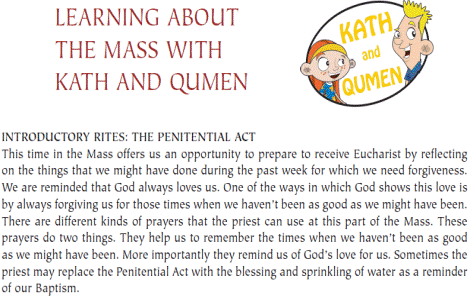 LEARNING ABOUT
THE MASS WITH
KATH AND QUMEN
KATH
and
QUMEN
INTRODUCTORY RITES: THE PENITENTIAL ACT
This time in the Mass offers us an opportunity to prepare to receive Eucharist by reflecting
on the things that we might have done during the past week for which we need forgiveness.
We are reminded that God always loves us. One of the ways in which God shows this love is
by always forgiving us for those times when we haven't been as good as we might have been.
There are different kinds of prayers that the priest can use at this part of the Mass. These
prayers do two things. They help us to remember the times when we haven't been as good
as we might have been. More importantly they remind us of God's love for us. Sometimes the
priest may replace the Penitential Act with the blessing and sprinkling of water as a reminder
of our Baptism.